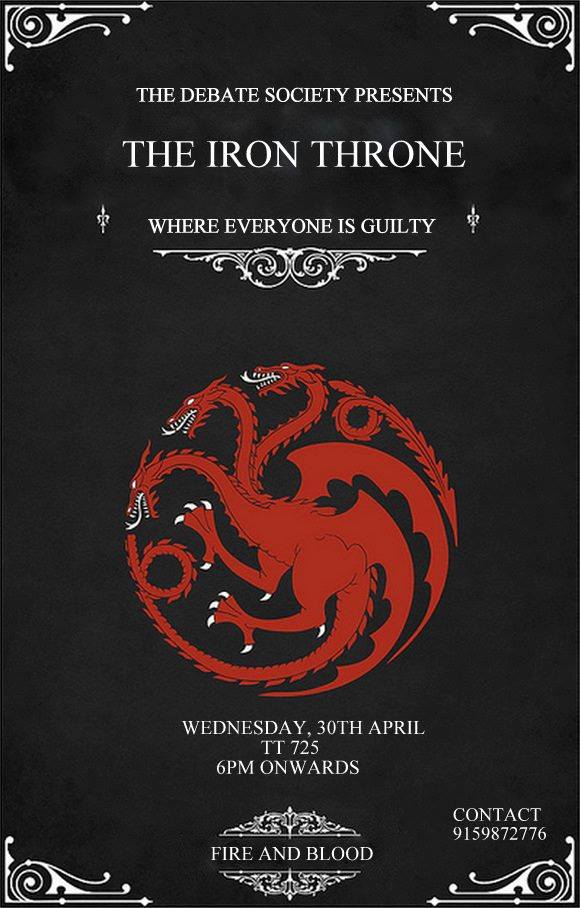 THE DEBATE SOCIETY PRESENTS
THE IRON THRONE
WHERE EVERYONE IS GUILTY
WEDNESDAY, 30TH APRIL
TT 725
6PM ONWARDS
CONTACT
9159872776
FIRE AND BLOOD